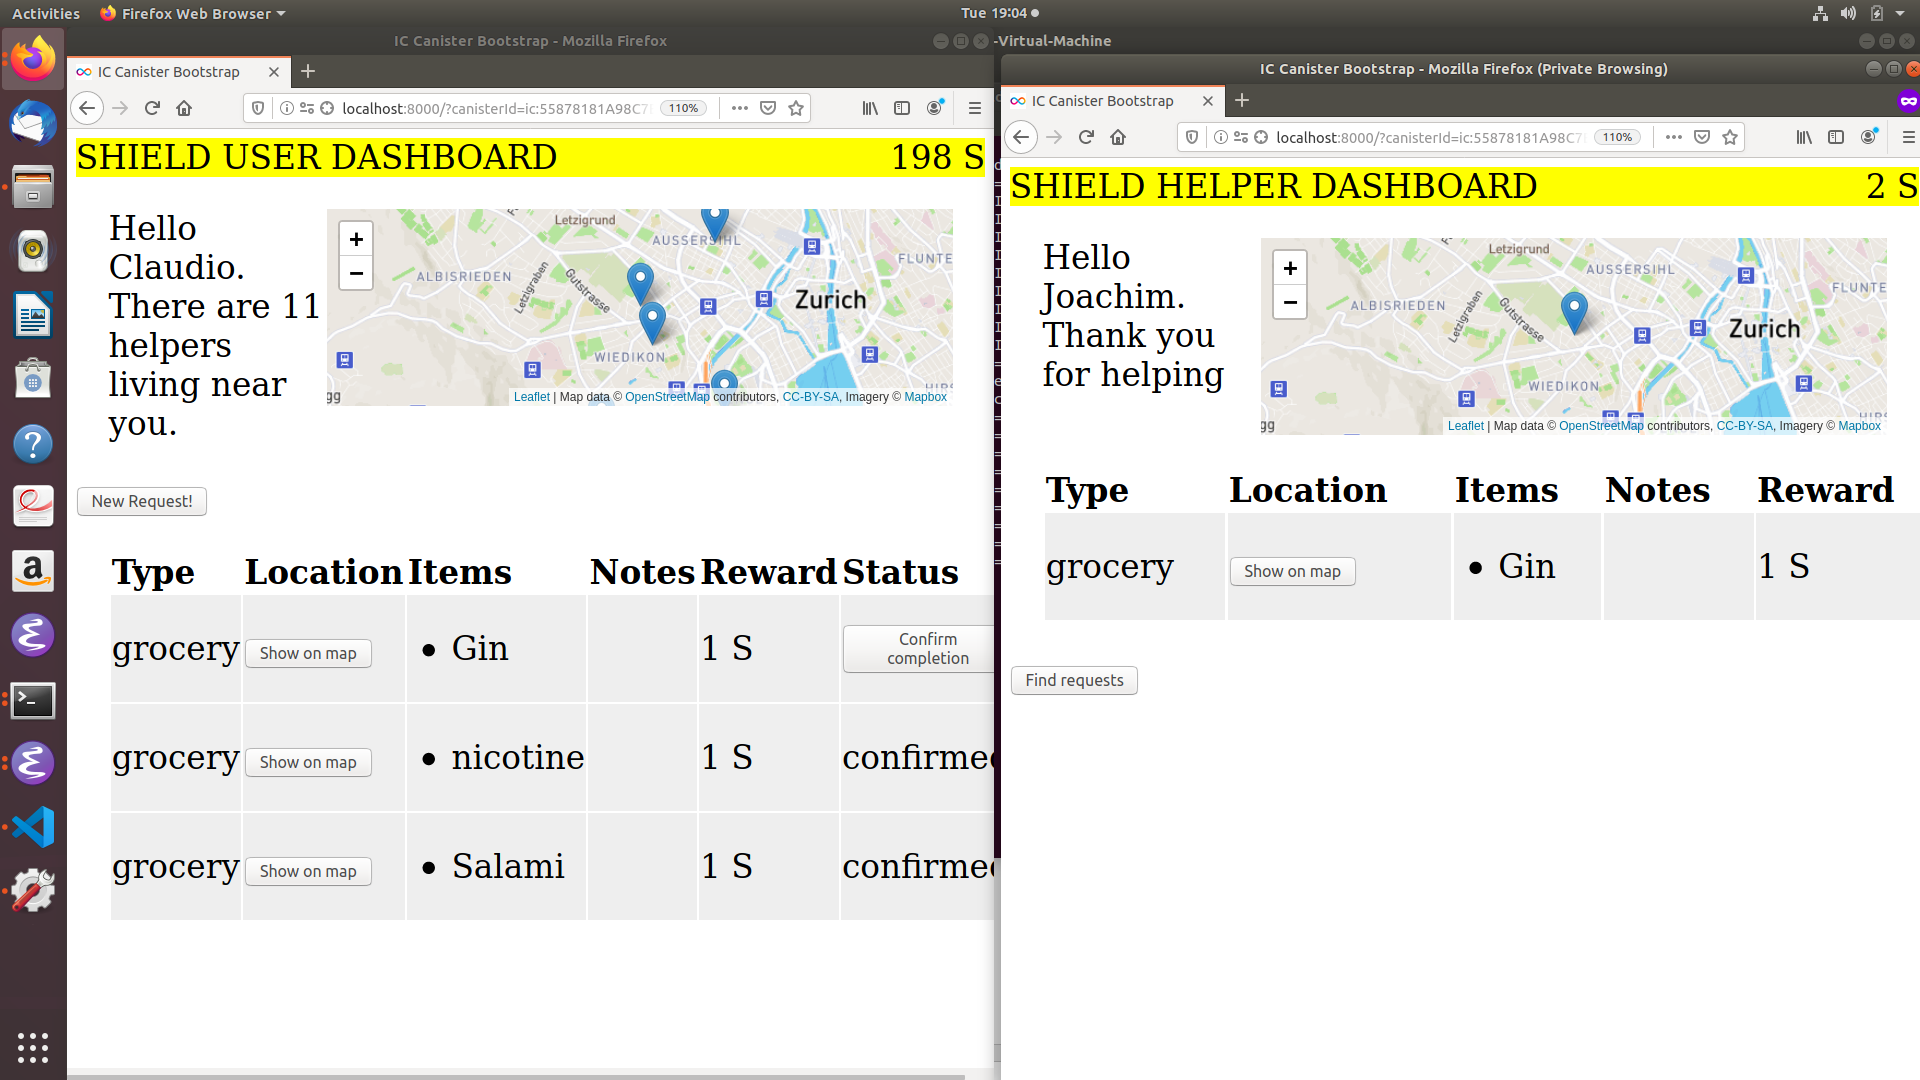 Activities
Firefox Web Browser
Tue 19:04
IC Canister Bootstrap - Mozilla Firefox
-Virtual-Machine
IC Canister Bootstrap
localhost:8000/?canisterId=ic:55878181A98C7
110%
SHIELD USER DASHBOARD 198 S
Hello
Claudio.
There are 11
helpers
living near
you.
+
−
Letzigrund
AUSSERSIHL
ALBISRIEDEN
Letzigraben
Gutstrasse
FLUNTE
Zurich
WIEDIKON
gg
Leaflet | Map data © OpenStreetMap contributors, CC-BY-SA, Imagery © Mapbox
New Request!
Type Location Items Notes Reward Status
grocery Show on map • Gin 1 S Confirm completion
grocery Show on map • nicotine 1 S confirmed
grocery Show on map • Salami 1 S confirmed
IC Canister Bootstrap - Mozilla Firefox (Private Browsing)
IC Canister Bootstrap
localhost:8000/?canisterId=ic:55878181A98C7
110%
SHIELD HELPER DASHBOARD 2 S
Hello
Joachim.
Thank you
for helping
+
−
Letzigrund
AUSSERSIHL
ALBISRIEDEN
Letzigraben
Gutstrasse
FLUNTE
Zurich
WIEDIKON
HIR
gg
Leaflet | Map data © OpenStreetMap contributors, CC-BY-SA, Imagery © Mapbox
Type Location Items Notes Reward
grocery Show on map • Gin 1 S
Find requests